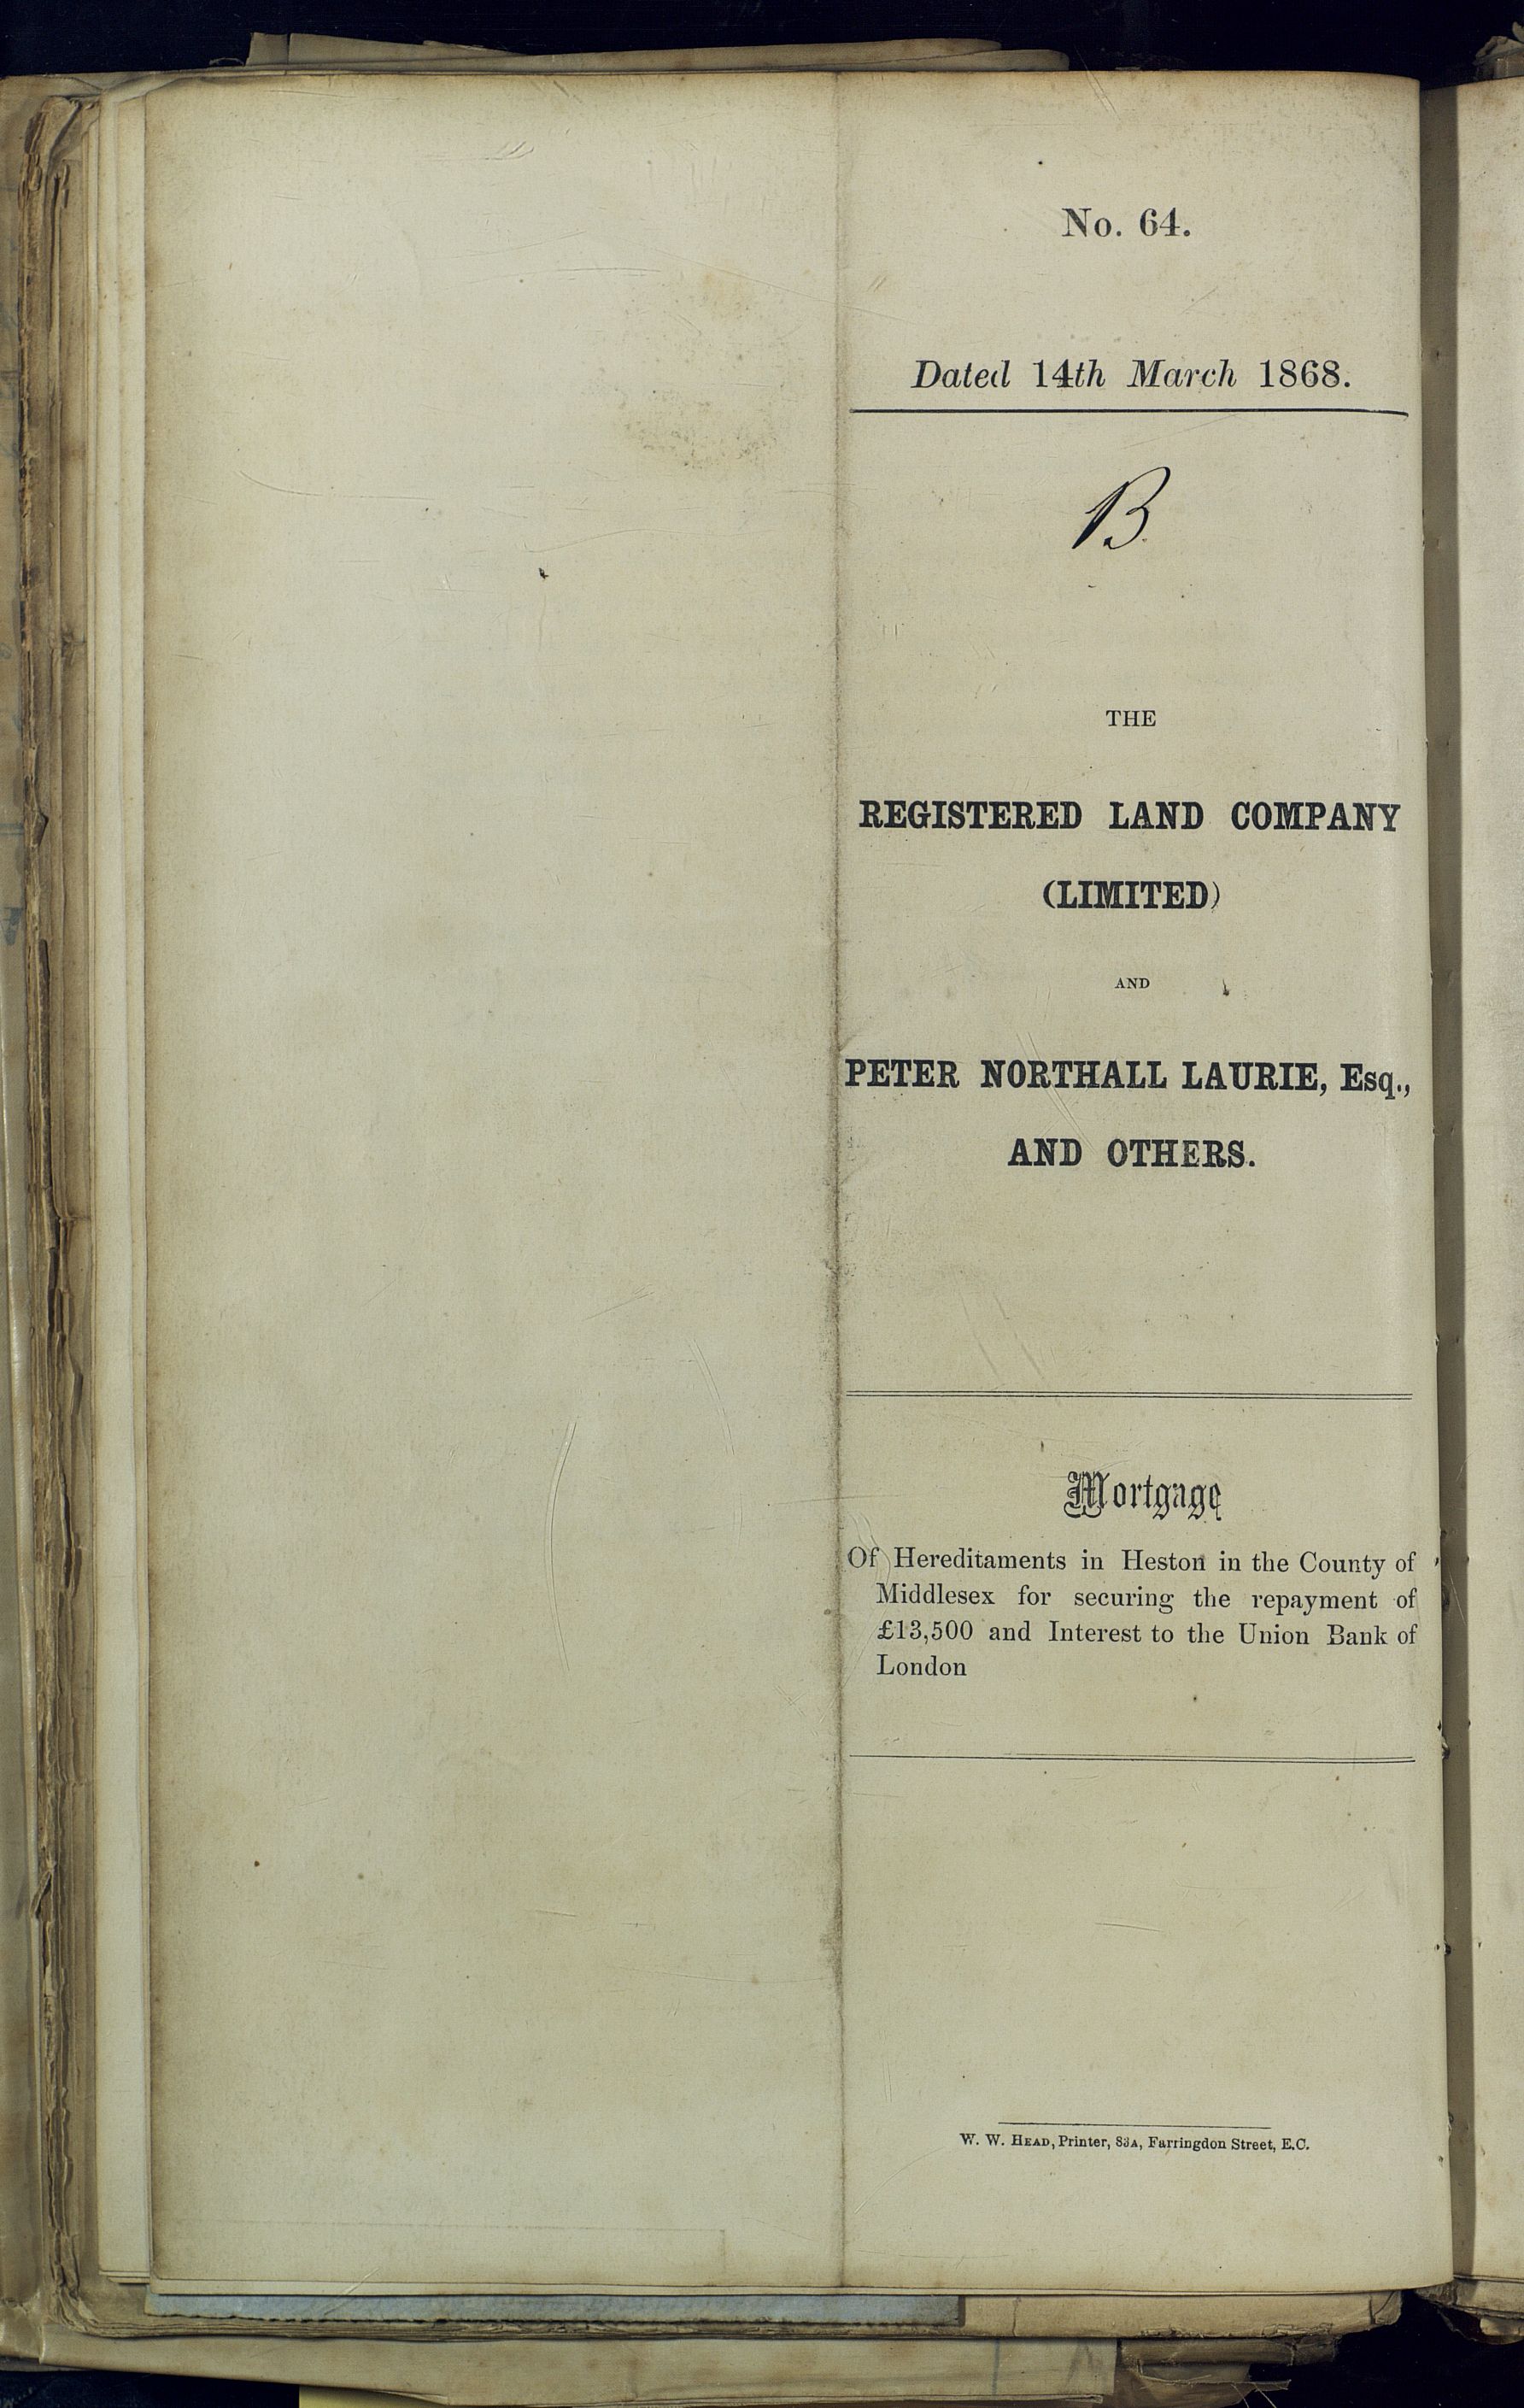 No. 64.
Dated 14th March 1868.
B.
THE
REGISTERED LAND COMPANY
(LIMITED)
AND
PETER NORTHALL LAURIE, Esq.,
AND OTHERS.
Mortgage
Of Hereditaments in Heston in the County of
Middlesex for securing the repayment of
£13,500 and Interest to the Union Bank of
London
W. W. HEAD, Printer, 83A, Farringdon Street, E.C.